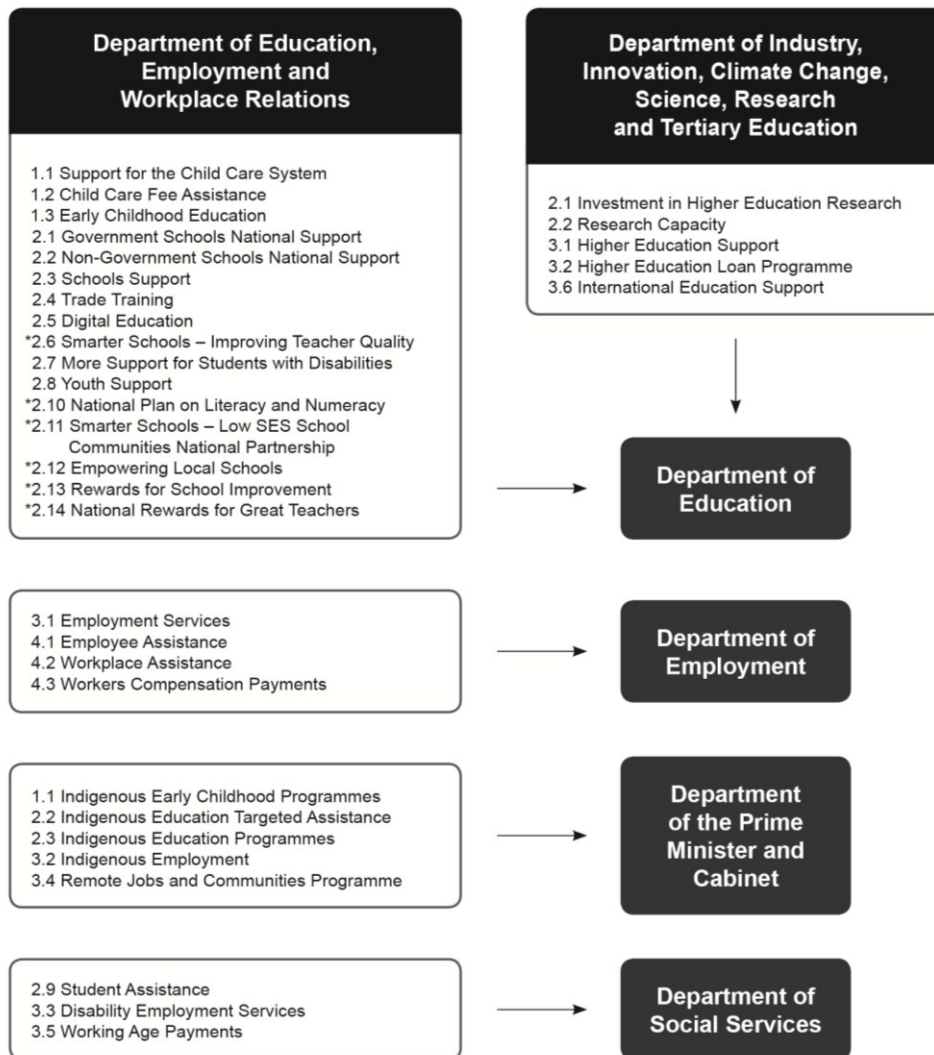 Department of Education,
Employment and
Workplace Relations
1.1 Support for the Child Care System
1.2 Child Care Fee Assistance
1.3 Early Childhood Education
2.1 Government Schools National Support
2.2 Non-Government Schools National Support
2.3 Schools Support
2.4 Trade Training
2.5 Digital Education
*2.6 Smarter Schools – Improving Teacher Quality
2.7 More Support for Students with Disabilities
2.8 Youth Support
*2.10 National Plan on Literacy and Numeracy
*2.11 Smarter Schools – Low SES School
Communities National Partnership
*2.12 Empowering Local Schools
*2.13 Rewards for School Improvement
*2.14 National Rewards for Great Teachers
Department of Industry,
Innovation, Climate Change,
Science, Research
and Tertiary Education
2.1 Investment in Higher Education Research
2.2 Research Capacity
3.1 Higher Education Support
3.2 Higher Education Loan Programme
3.6 International Education Support
Department of
Education
3.1 Employment Services
4.1 Employee Assistance
4.2 Workplace Assistance
4.3 Workers Compensation Payments
Department of
Employment
1.1 Indigenous Early Childhood Programmes
2.2 Indigenous Education Targeted Assistance
2.3 Indigenous Education Programmes
3.2 Indigenous Employment
3.4 Remote Jobs and Communities Programme
Department
of the Prime
Minister and
Cabinet
2.9 Student Assistance
3.3 Disability Employment Services
3.5 Working Age Payments
Department of
Social Services